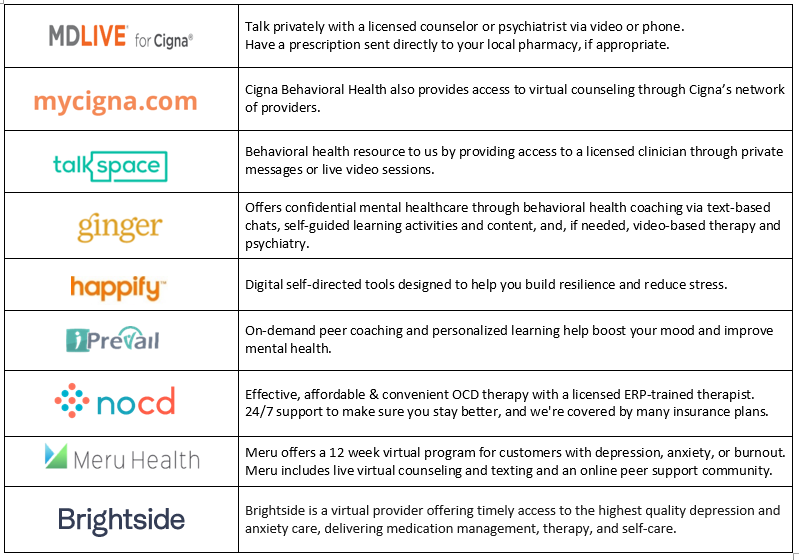 MDLIVE® for Cigna®
Talk privately with a licensed counselor or psychiatrist via video or phone.
Have a prescription sent directly to your local pharmacy, if appropriate.
mycigna.com
Cigna Behavioral Health also provides access to virtual counseling through Cigna’s network
of providers.
talkspace
Behavioral health resource to us by providing access to a licensed clinician through private
messages or live video sessions.
ginger
Offers confidential mental healthcare through behavioral health coaching via text-based
chats, self-guided learning activities and content, and, if needed, video-based therapy and
psychiatry.
happify™
Digital self-directed tools designed to help you build resilience and reduce stress.
iPrevail
On-demand peer coaching and personalized learning help boost your mood and improve
mental health.
nocd
Effective, affordable & convenient OCD therapy with a licensed ERP-trained therapist.
24/7 support to make sure you stay better, and we're covered by many insurance plans.
Meru Health
Meru offers a 12 week virtual program for customers with depression, anxiety, or burnout.
Meru includes live virtual counseling and texting and an online peer support community.
Brightside
Brightside is a virtual provider offering timely access to the highest quality depression and
anxiety care, delivering medication management, therapy, and self-care.